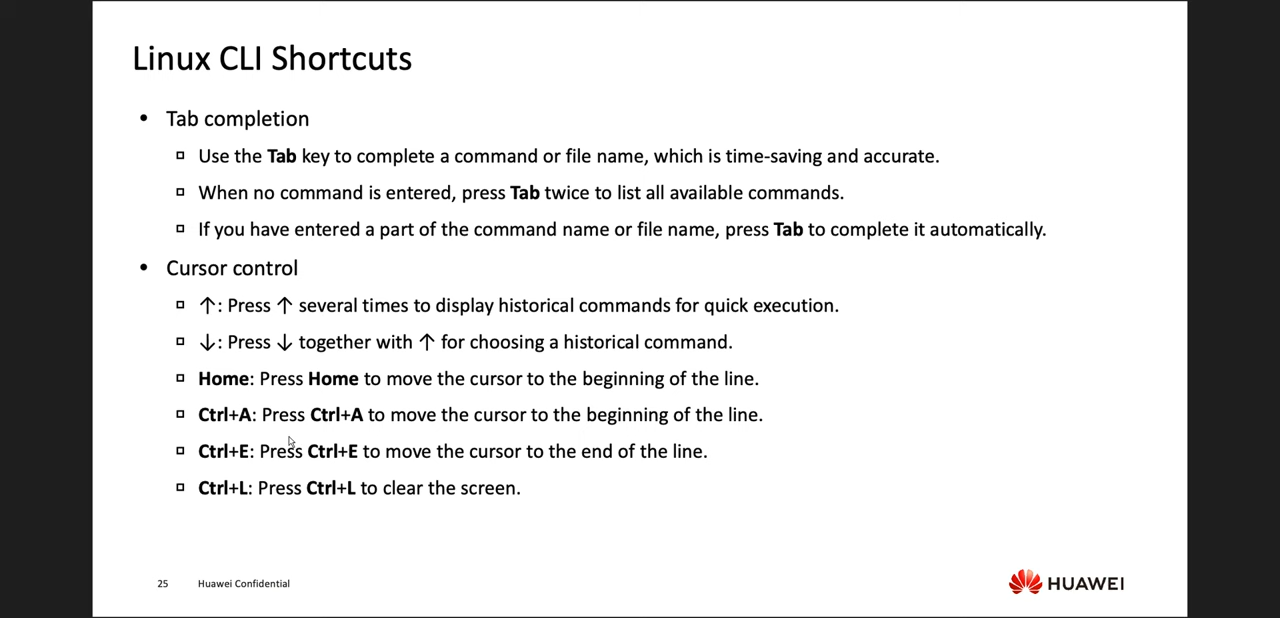 Linux CLI Shortcuts
• Tab completion
▫ Use the Tab key to complete a command or file name, which is time-saving and accurate.
▫ When no command is entered, press Tab twice to list all available commands.
▫ If you have entered a part of the command name or file name, press Tab to complete it automatically.
• Cursor control
▫ ↑: Press ↑ several times to display historical commands for quick execution.
▫ ↓: Press ↓ together with ↑ for choosing a historical command.
▫ Home: Press Home to move the cursor to the beginning of the line.
▫ Ctrl+A: Press Ctrl+A to move the cursor to the beginning of the line.
▫ Ctrl+E: Press Ctrl+E to move the cursor to the end of the line.
▫ Ctrl+L: Press Ctrl+L to clear the screen.
25 Huawei Confidential
HUAWEI